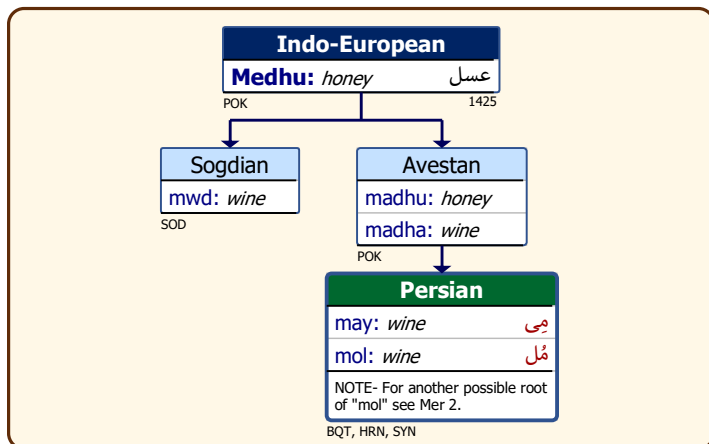 Indo-European
Medhu: honey عسل
POK 1425
Sogdian
mwd: wine
SOD
Avestan
madhu: honey
madha: wine
POK
Persian
may: wine مِی
mol: wine مُل
NOTE- For another possible root
of "mol" see Mer 2.
BQT, HRN, SYN